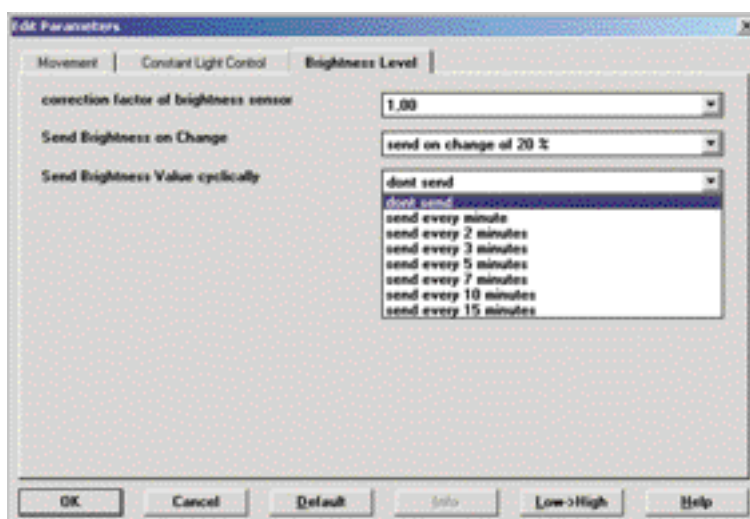 Edit Parameters
Movement
Constant Light Control
Brightness Level
correction factor of brightness sensor
1,00
Send Brightness on Change
send on change of 20 %
Send Brightness Value cyclically
dont send
dont send
send every minute
send every 2 minutes
send every 3 minutes
send every 5 minutes
send every 7 minutes
send every 10 minutes
send every 15 minutes
OK
Cancel
Default
Info
Low->High
Help